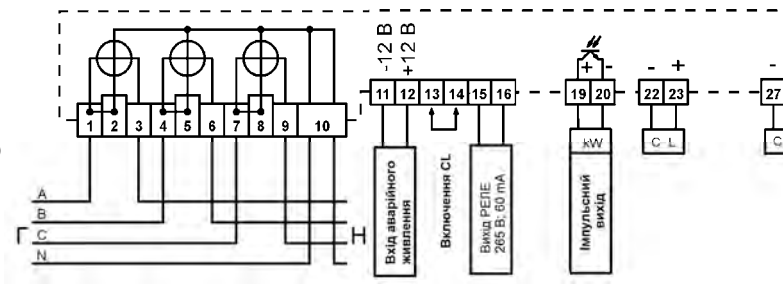 -12 В
+12 В
+ -
- +
-
1 2 3 4 5 6 7 8 9 10
11 12 13 14 15 16
19 20
22 23
27
Вхід аварійного
живлення
Включення CL
Вихід РЕЛЕ
265 В; 60 mA
kW
Імпульсний
вихід
C L
C
A
B
C
N
Г
Н